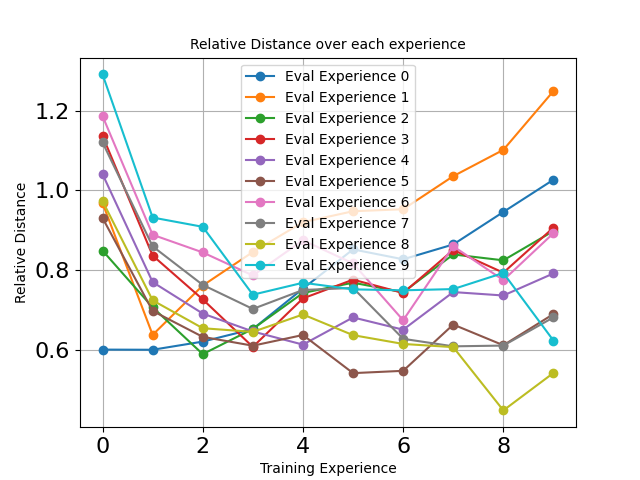 Relative Distance over each experience
Eval Experience 0
Eval Experience 1
Eval Experience 2
Eval Experience 3
Eval Experience 4
Eval Experience 5
Eval Experience 6
Eval Experience 7
Eval Experience 8
Eval Experience 9
Relative Distance
1.2
1.0
0.8
0.6
0 2 4 6 8
Training Experience